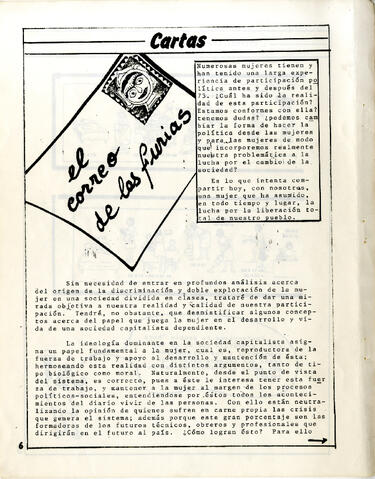 Cartas
el
correo
de las furias
Numerosas mujeres tienen y
han tenido una larga expe-
riencia de participación po
lítica antes y después del
73. ¿Cuál ha sido la reali-
dad de esta participación?
Estamos conformes con ella?
tenemos dudas? ¿podemos cam
biar la forma de hacer la
política desde las mujeres
y para las mujeres de modo
que incorporemos realmente
nuestra problemática a la
lucha por el cambio de la
sociedad?
Es lo que intenta com-
partir hoy, con nosotras,
una mujer que ha asumido,
en todo tiempo y lugar, la
lucha por la liberación to-
tal de nuestro pueblo.
Sin necesidad de entrar en profundos análisis acerca
del origen de la discriminación y doble explotación de la mu-
jer en una sociedad dividida en clases, trataré de dar una mi-
rada objetiva a nuestra realidad y calidad de nuestra partici-
pación. Tendré, no obstante, que desmistificar algunos concep-
tos acerca del papel que juega la mujer en el desarrollo y vi-
da de una sociedad capitalista dependiente.
La ideología dominante en la sociedad capitalista asig-
na un papel fundamental a la mujer, cual es, reproductora de la
fuerza de trabajo y apoyo al desarrollo y mantención de ésta;
hermoseando esta realidad con distintos argumentos, tanto de ti-
po biológico como moral. Naturalmente, desde el punto de vista
del sistema, es correcto, pues a éste le interesa tener esta fuer
za de trabajo, y mantener a la mujer al margen de los procesos
políticos-sociales, entendiéndose por éstos todos los aconteci-
mientos del diario vivir de las personas. Con ello están neutra-
lizando la opinión de quienes sufren en carne propia las crisis
que genera el sistema; además porque este gran porcentaje son las
formadoras de los futuros técnicos, obreros y profesionales que
dirigirán en el futuro al país. ¿Cómo logran ésto? Para ello
6